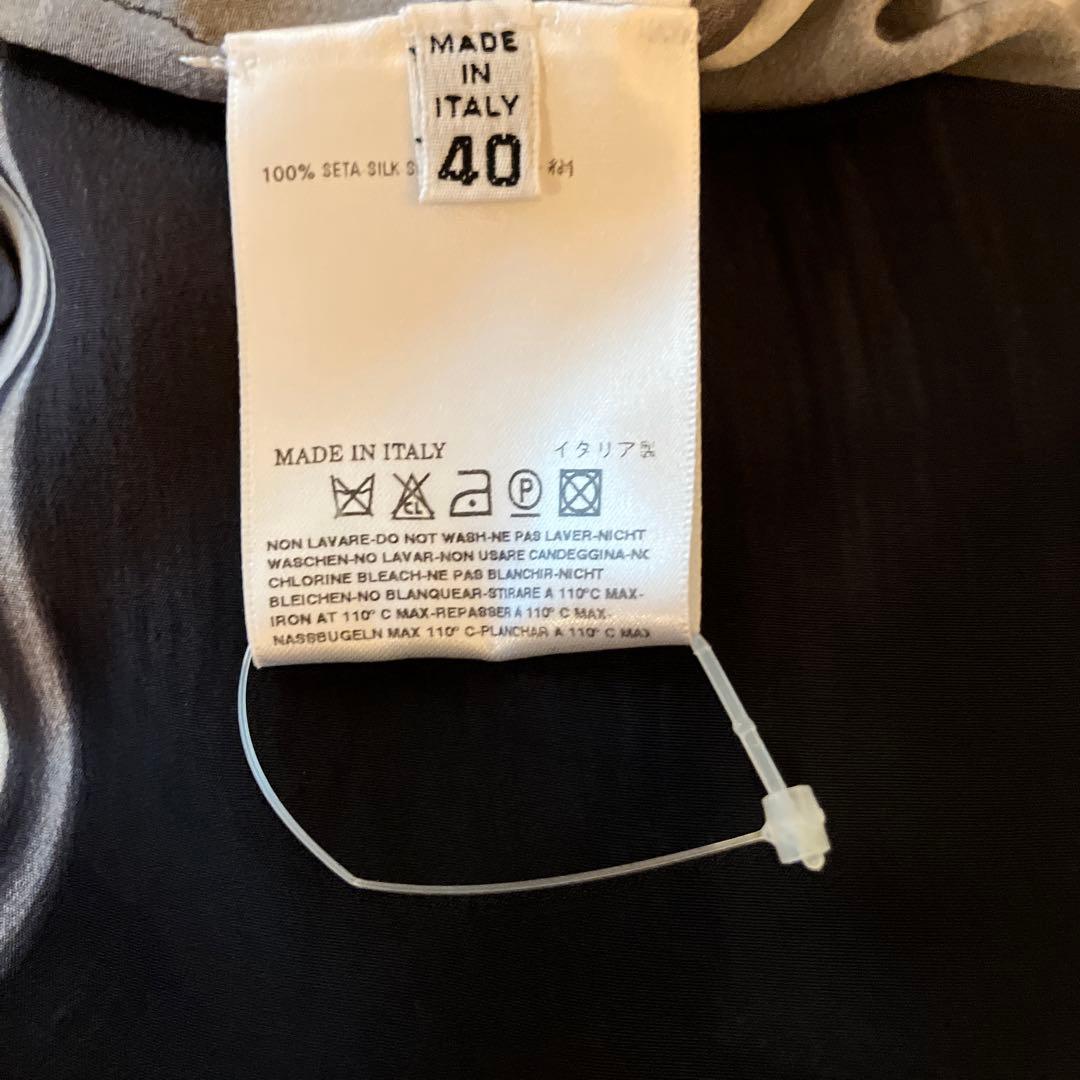 MADE
IN
ITALY
40
100% SETA SILK
MADE IN ITALY イタリア製
CL P
NON LAVARE-DO NOT WASH-NE PAS LAVER-NICHT
WASCHEN-NO LAVAR-NON USARE CANDEGGINA-NO
CHLORINE BLEACH-NE PAS BLANCHIR-NICHT
BLEICHEN-NO BLANQUEAR-STIRARE A 110°C MAX-
IRON AT 110° C MAX-REPASSER A 110° C MAX-
NASSBUGELN MAX 110° C-PLANCHAR A 110° C MAX